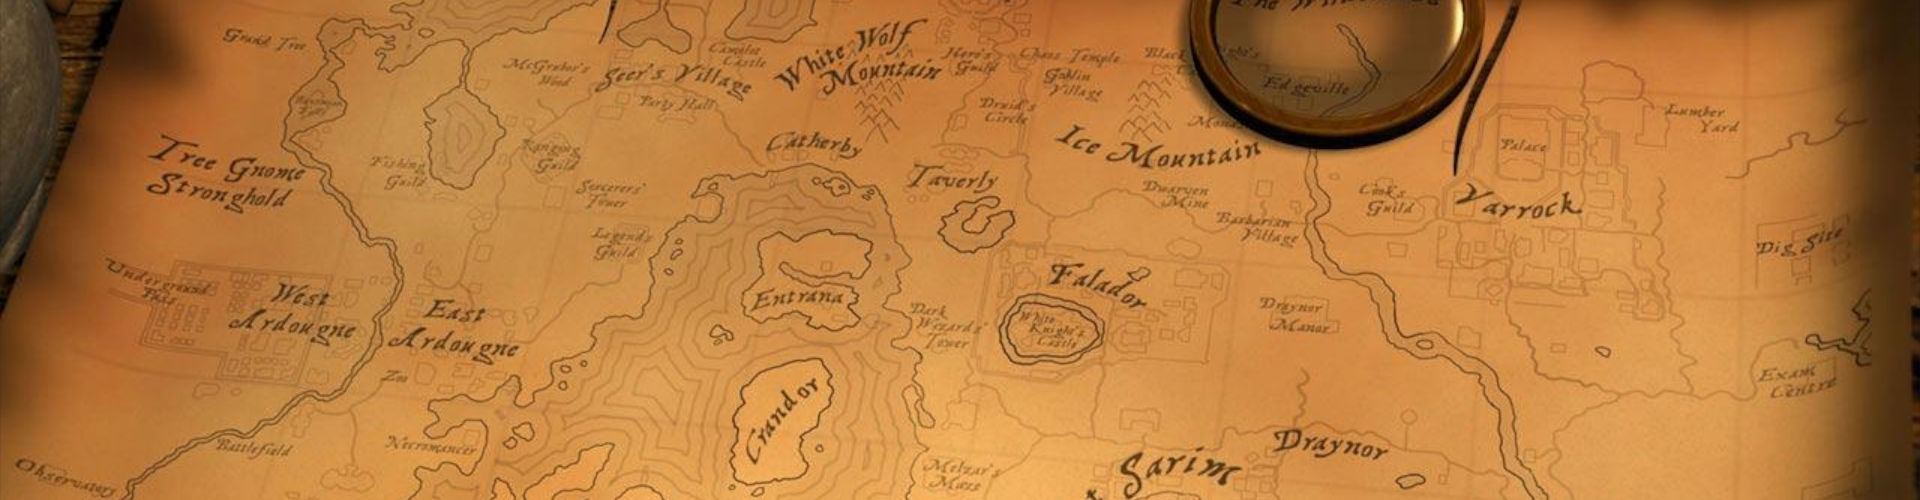 The Wilderness
Grand Tree
Camelot
Castle
White Wolf
Mountain
Hero's
Guild
Chaos Temple
Black Knight's
McGrubor's
Wood
Seer's Village
Party Hall
Goblin
Village
Edgeville
Druid's
Circle
Lumber
Yard
Ice Mountain
Palace
Tree Gnome
Stronghold
Fishing
Guild
Ranging
Guild
Catherby
Taverly
Sorcerers'
Tower
Dwarven
Mine
Cook's
Guild
Varrock
Barbarian
Village
Legends
Guild
Dig Site
Underground
Pass
West
Ardougne
East
Ardougne
Entrana
Falador
Dark
Wizards'
Tower
White
Knight's
Castle
Draynor
Manor
Zoo
Crandor
Exam
Centre
Battlefield
Necromancer
Observatory
Melzar's
Maze
Sarim
Draynor